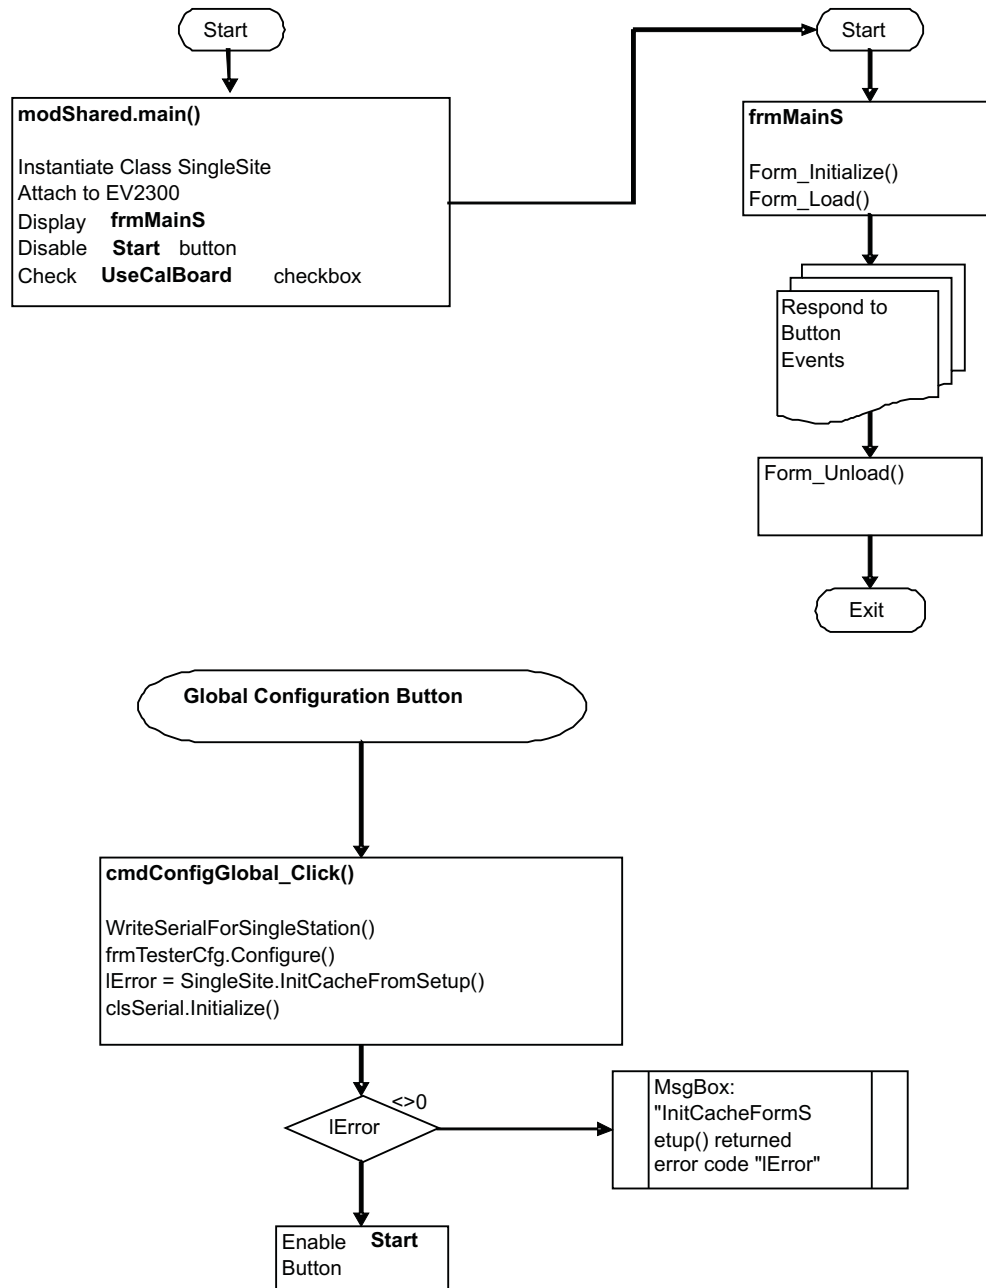 Start
modShared.main()
Instantiate Class SingleSite
Attach to EV2300
Display frmMainS
Disable Start button
Check UseCalBoard checkbox
Start
frmMainS
Form_Initialize()
Form_Load()
Respond to
Button
Events
Form_Unload()
Exit
Global Configuration Button
cmdConfigGlobal_Click()
WriteSerialForSingleStation()
frmTesterCfg.Configure()
lError = SingleSite.InitCacheFromSetup()
clsSerial.Initialize()
lError
<>0
MsgBox:
"InitCacheFormS
etup() returned
error code "lError"
Enable Start
Button